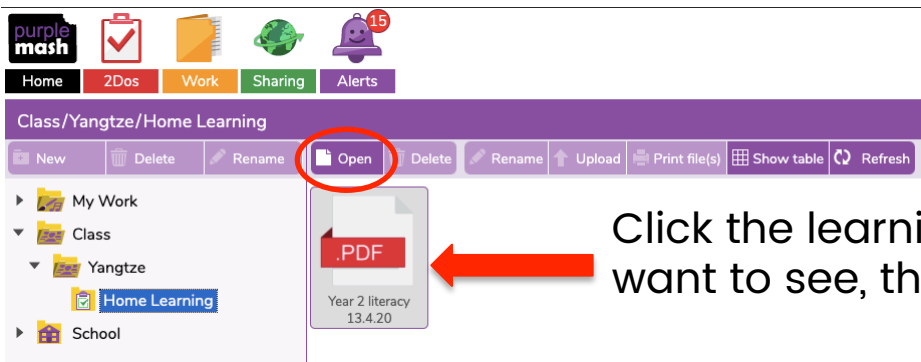 purple
mash
15
Home 2Dos Work Sharing Alerts
Class/Yangtze/Home Learning
New Delete Rename Open Delete Rename Upload Print file(s) Show table Refresh
My Work
Class
Yangtze
Home Learning
School
.PDF
Year 2 literacy
13.4.20
Click the learni
want to see, th